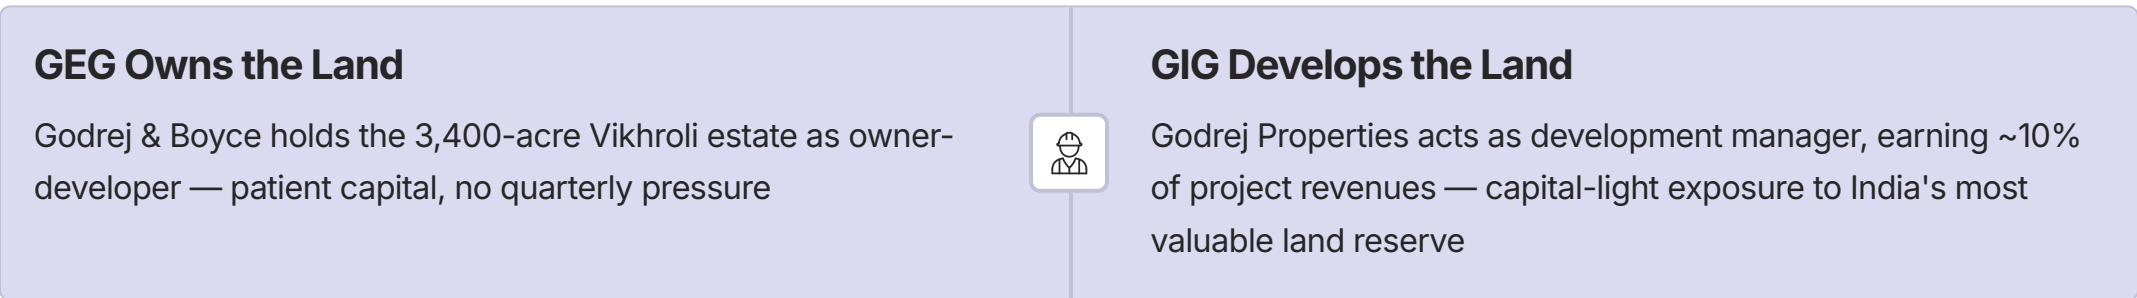 GEG Owns the Land
Godrej & Boyce holds the 3,400-acre Vikhroli estate as owner-
developer — patient capital, no quarterly pressure
GIG Develops the Land
Godrej Properties acts as development manager, earning ~10%
of project revenues — capital-light exposure to India's most
valuable land reserve